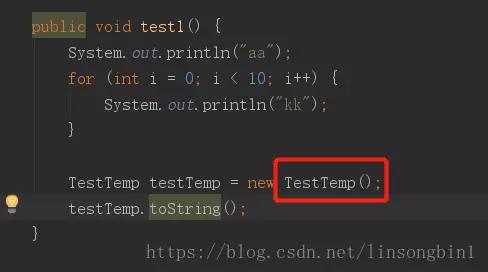 public void test1() {
System.out.println("aa");
for (int i = 0; i < 10; i++) {
System.out.println("kk");
}
TestTemp testTemp = new TestTemp();
testTemp.toString();
}
https://blog.csdn.net/linsongbin1